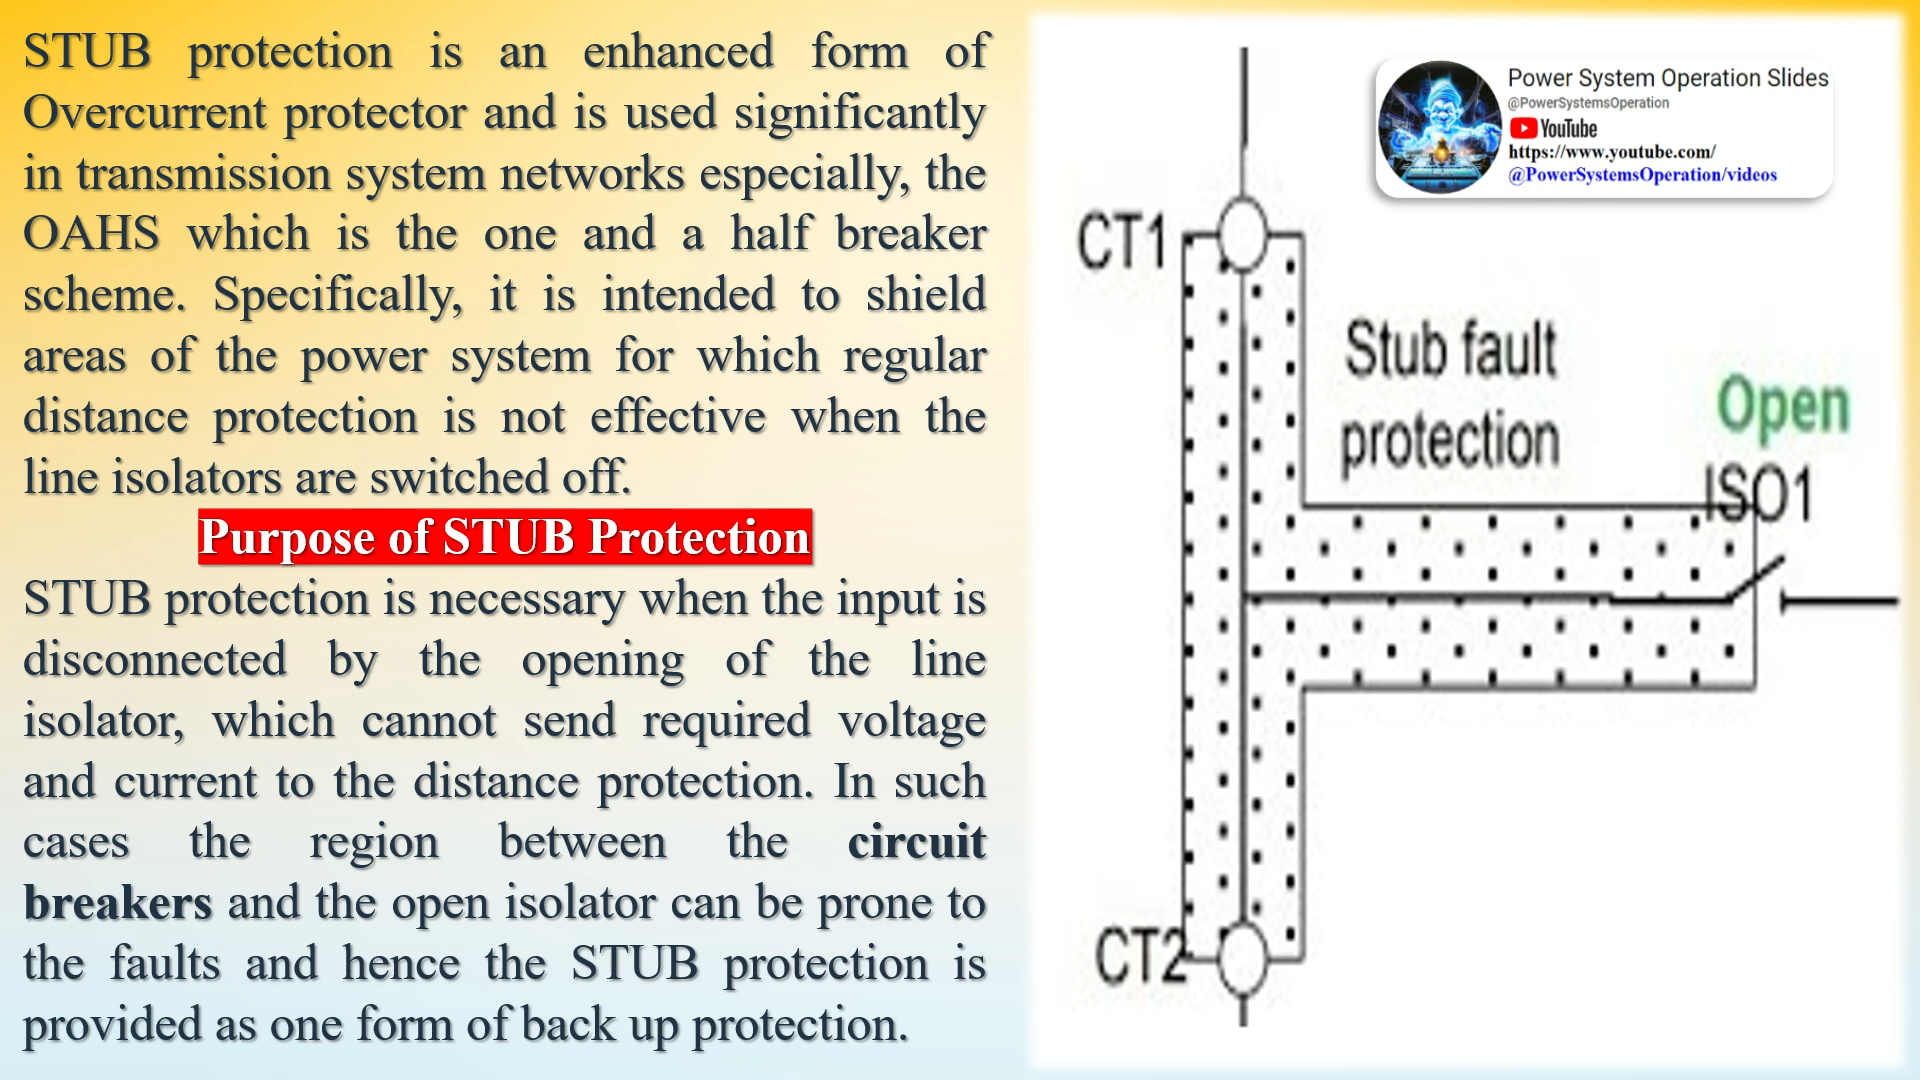 STUB protection is an enhanced form of
Overcurrent protector and is used significantly
in transmission system networks especially, the
OAHS which is the one and a half breaker
scheme. Specifically, it is intended to shield
areas of the power system for which regular
distance protection is not effective when the
line isolators are switched off.
Purpose of STUB Protection
STUB protection is necessary when the input is
disconnected by the opening of the line
isolator, which cannot send required voltage
and current to the distance protection. In such
cases the region between the circuit
breakers and the open isolator can be prone to
the faults and hence the STUB protection is
provided as one form of back up protection.
Power System Operation Slides
@PowerSystemsOperation
YouTube
https://www.youtube.com/
@PowerSystemsOperation/videos
CT1
Stub fault
protection
Open
ISO1
CT2